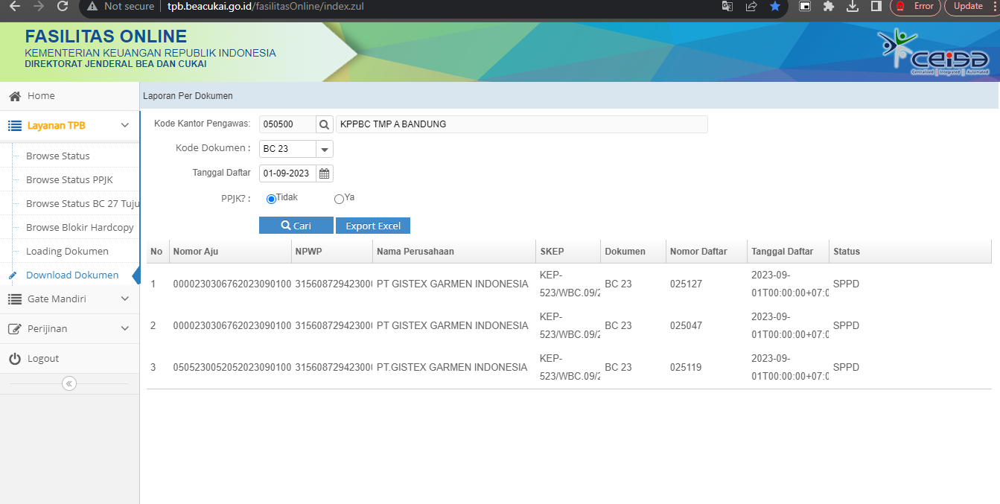 Not secure tpb.beacukai.go.id/fasilitasOnline/index.zul Error Update
FASILITAS ONLINE
KEMENTERIAN KEUANGAN REPUBLIK INDONESIA
DIREKTORAT JENDERAL BEA DAN CUKAI
CEISA
Centralized || Integrated || Automated
Home
Layanan TPB
Browse Status
Browse Status PPJK
Browse Status BC 27 Tuju
Browse Blokir Hardcopy
Loading Dokumen
Download Dokumen
Gate Mandiri
Perijinan
Logout
Laporan Per Dokumen
Kode Kantor Pengawas: 050500 KPPBC TMP A BANDUNG
Kode Dokumen : BC 23
Tanggal Daftar 01-09-2023
PPJK? : Tidak Ya
Cari Export Excel
No Nomor Aju NPWP Nama Perusahaan SKEP Dokumen Nomor Daftar Tanggal Daftar Status
1 0000230306762023090100 315608729423000 PT GISTEX GARMEN INDONESIA KEP-523/WBC.09/2 BC 23 025127 2023-09-01T00:00:00+07:0 SPPD
2 0000230306762023090100 315608729423000 PT GISTEX GARMEN INDONESIA KEP-523/WBC.09/2 BC 23 025047 2023-09-01T00:00:00+07:0 SPPD
3 0505230052052023090100 315608729423000 PT.GISTEX GARMEN INDONESIA KEP-523/WBC.09/2 BC 23 025119 2023-09-01T00:00:00+07:0 SPPD